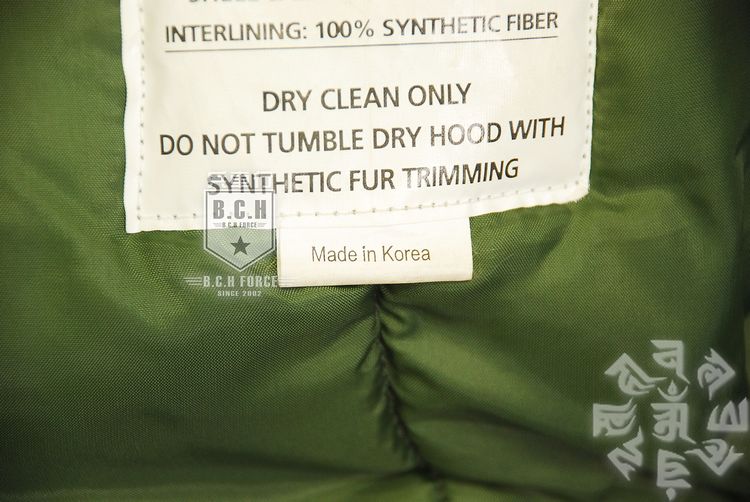 INTERLINING: 100% SYNTHETIC FIBER
DRY CLEAN ONLY
DO NOT TUMBLE DRY HOOD WITH
SYNTHETIC FUR TRIMMING
B.C.H
B.C.H FORCE
Made in Korea
B.C.H FORCE
SINCE 2002